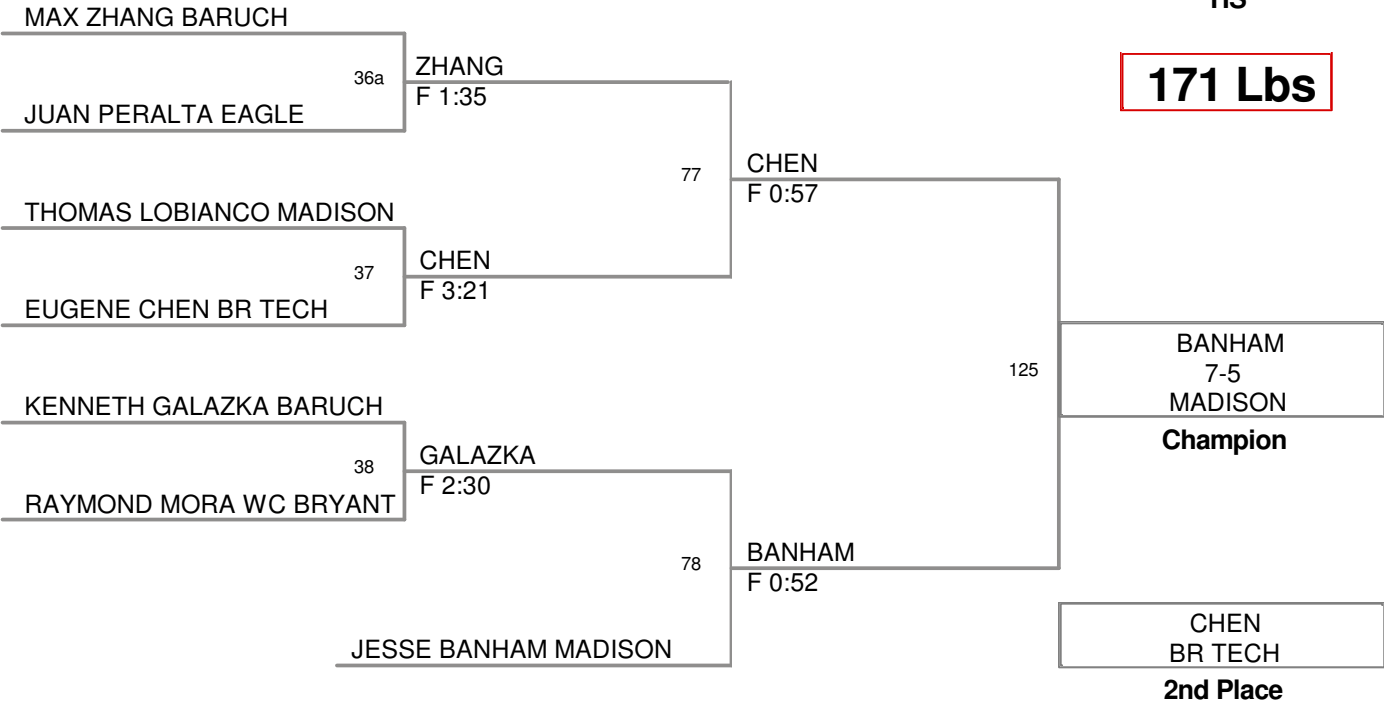 MAX ZHANG BARUCH
HS
171 Lbs
36a
ZHANG
F 1:35
JUAN PERALTA EAGLE
77
CHEN
F 0:57
THOMAS LOBIANCO MADISON
37
CHEN
F 3:21
EUGENE CHEN BR TECH
125
BANHAM
7-5
MADISON
Champion
KENNETH GALAZKA BARUCH
38
GALAZKA
F 2:30
RAYMOND MORA WC BRYANT
78
BANHAM
F 0:52
JESSE BANHAM MADISON
CHEN
BR TECH
2nd Place